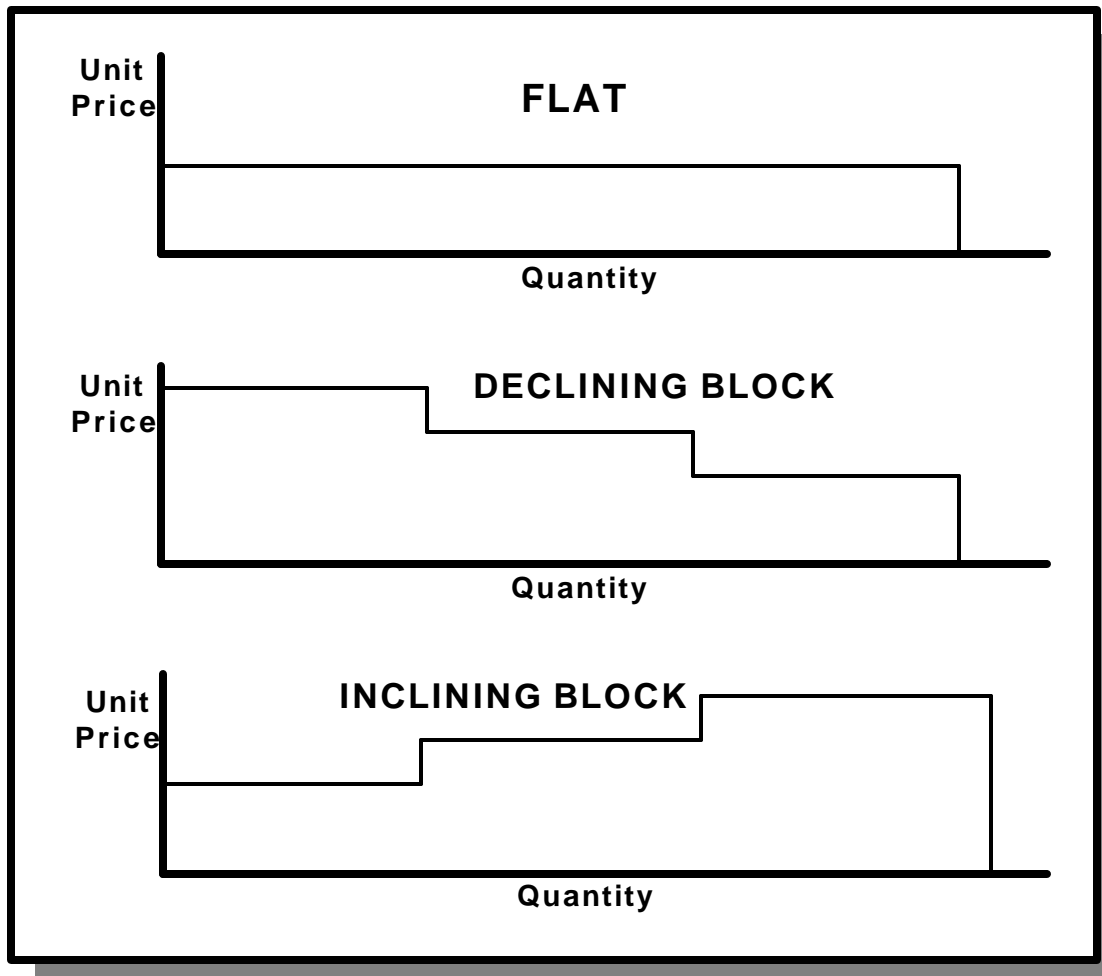 Unit
Price
FLAT
Quantity
Unit
Price
DECLINING BLOCK
Quantity
Unit
Price
INCLINING BLOCK
Quantity